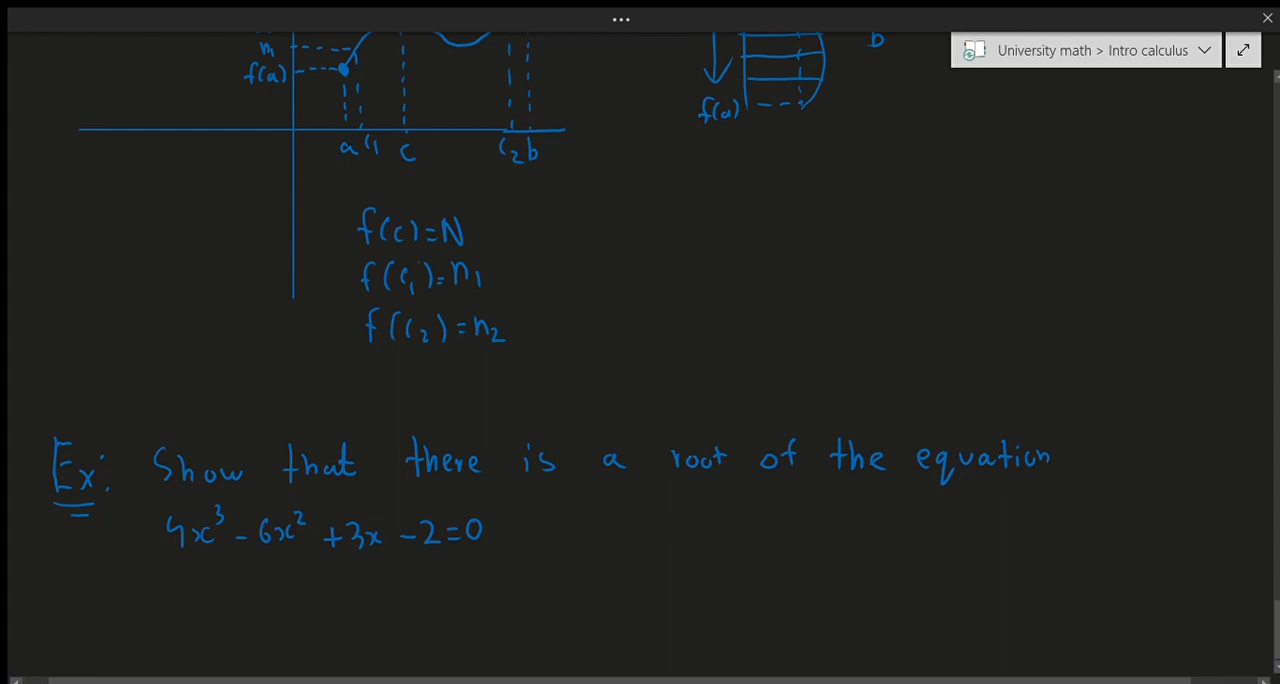 ...
University math > Intro calculus
n1
f(a)
a c1 c c2 b
f(a)
b
f(c)=N
f(c1)=n1
f(c2)=n2
Ex: Show that there is a root of the equation
4x³ - 6x² + 3x - 2 = 0